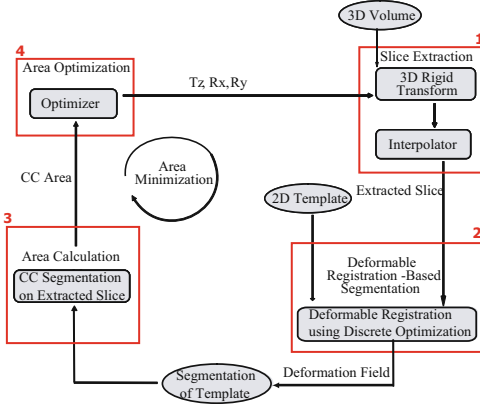 3D Volume
1
Slice Extraction
3D Rigid
Transform
Interpolator
4
Area Optimization
Optimizer
Tz, Rx, Ry
CC Area
Area
Minimization
Extracted Slice
2D Template
2
Deformable
Registration -Based
Segmentation
Deformable Registration
using Discrete Optimization
3
Area Calculation
CC Segmentation
on Extracted Slice
Deformation Field
Segmentation
of Template